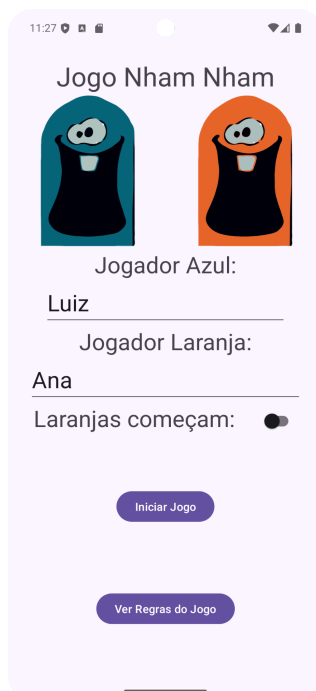 11:27
Jogo Nham Nham
Jogador Azul:
Luiz
Jogador Laranja:
Ana
Laranjas começam:
Iniciar Jogo
Ver Regras do Jogo